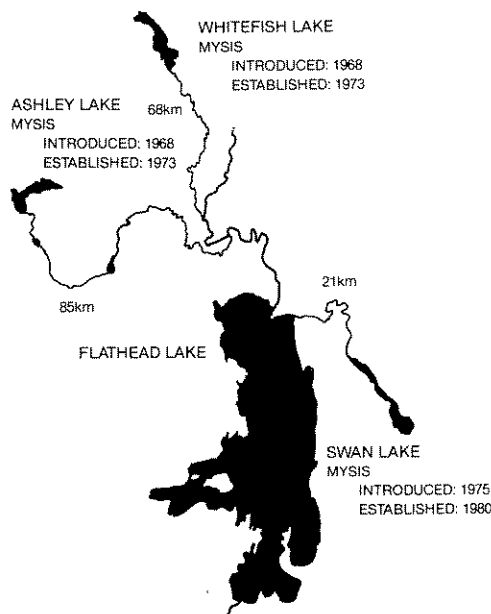 WHITEFISH LAKE
MYSIS
INTRODUCED: 1968
ESTABLISHED: 1973
68km
ASHLEY LAKE
MYSIS
INTRODUCED: 1968
ESTABLISHED: 1973
85km
21km
FLATHEAD LAKE
SWAN LAKE
MYSIS
INTRODUCED: 1975
ESTABLISHED: 1980